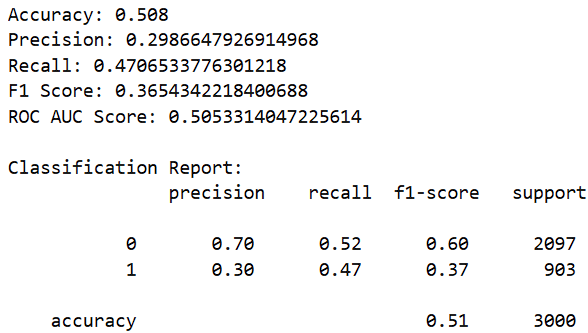 Accuracy: 0.508
Precision: 0.2986647926914968
Recall: 0.4706533776301218
F1 Score: 0.3654342218400688
ROC AUC Score: 0.5053314047225614
Classification Report:
precision recall f1-score support
0 0.70 0.52 0.60 2097
1 0.30 0.47 0.37 903
accuracy 0.51 3000